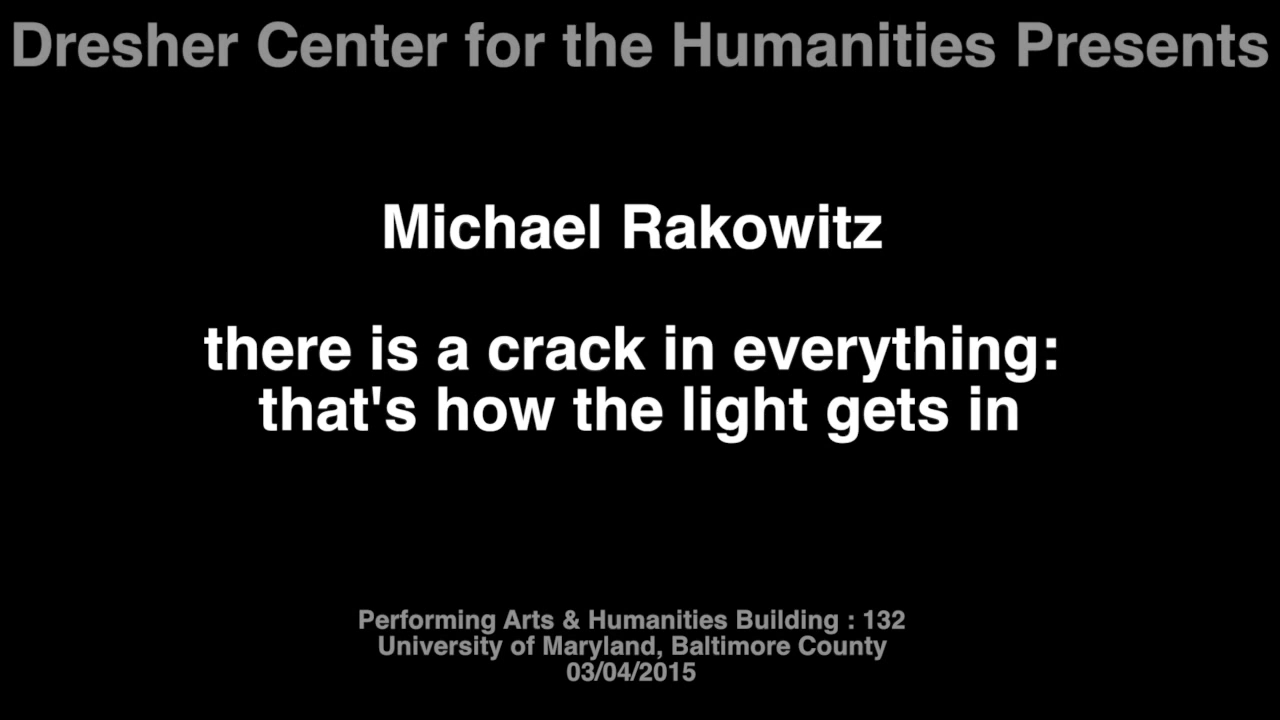 Dresher Center for the Humanities Presents
Michael Rakowitz
there is a crack in everything:
that's how the light gets in
Performing Arts & Humanities Building : 132
University of Maryland, Baltimore County
03/04/2015